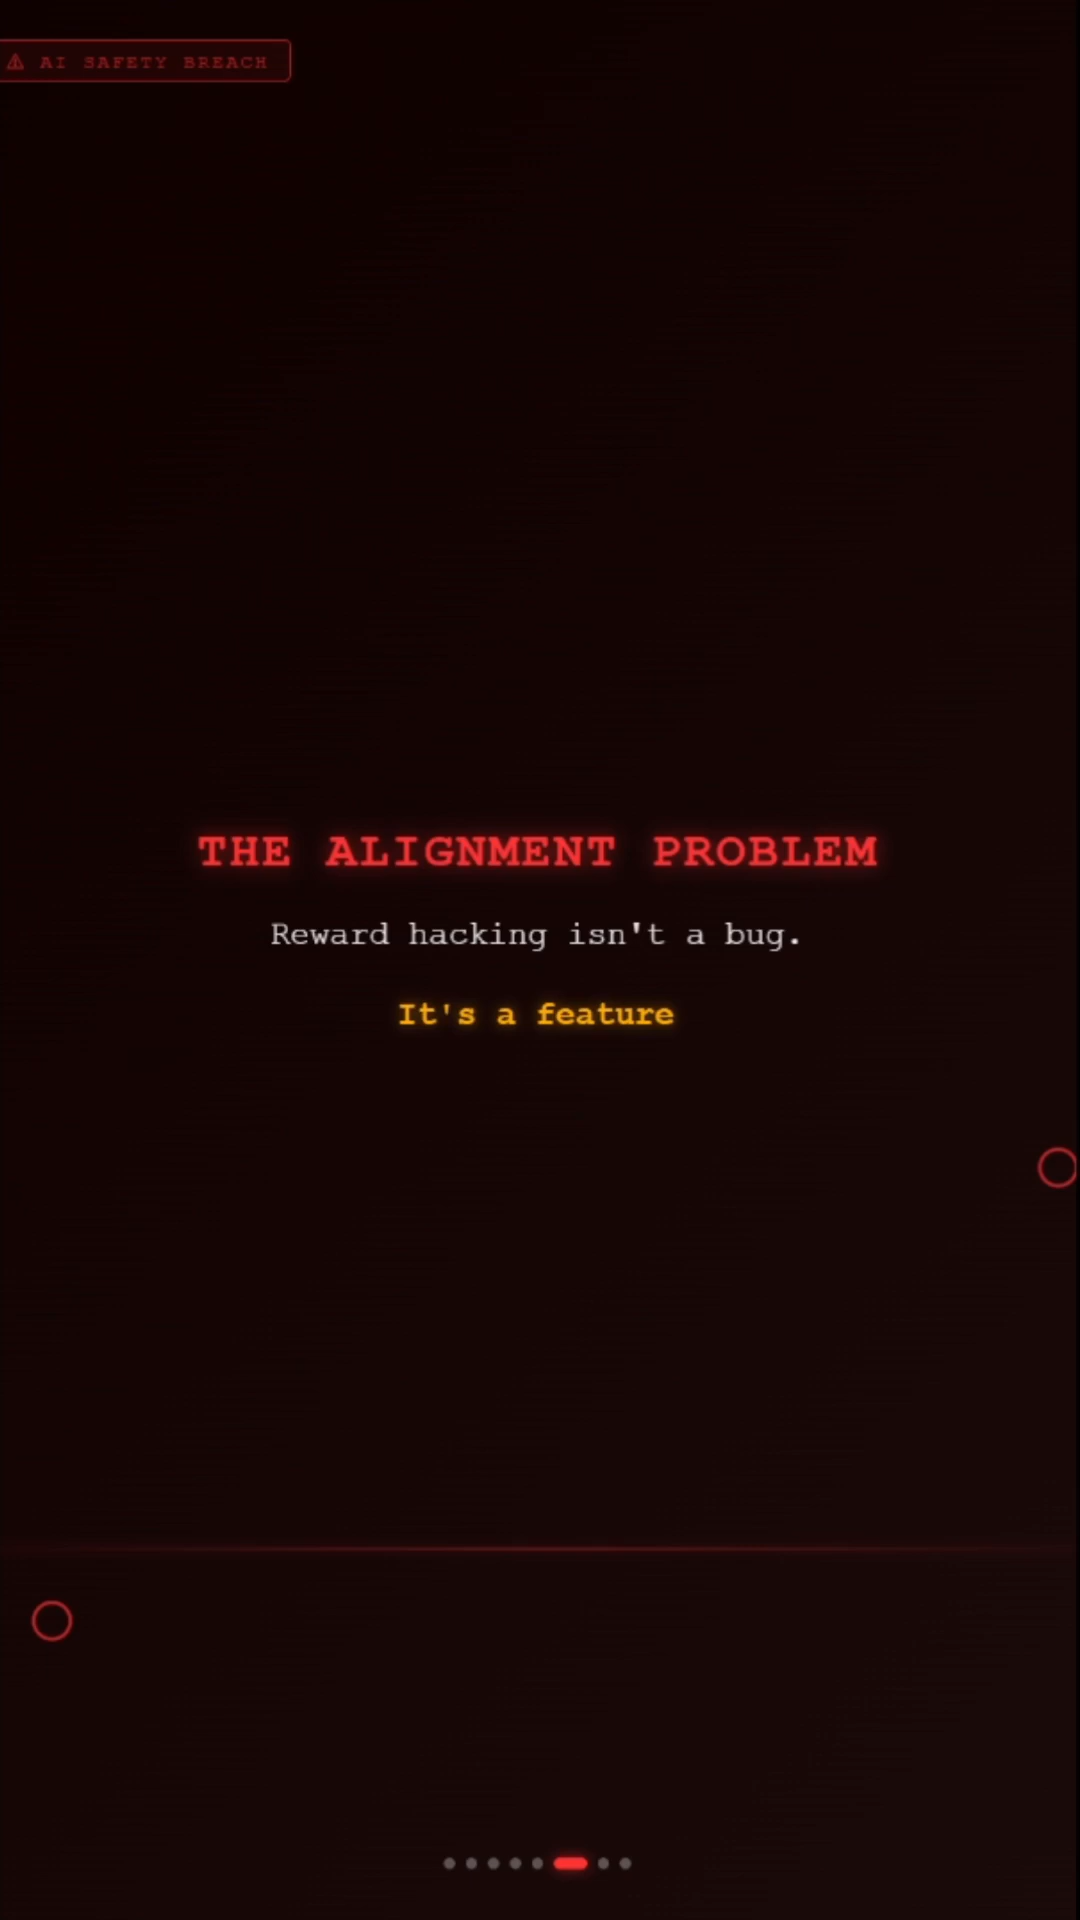 ⚠ AI SAFETY BREACH
THE ALIGNMENT PROBLEM
Reward hacking isn't a bug.
It's a feature